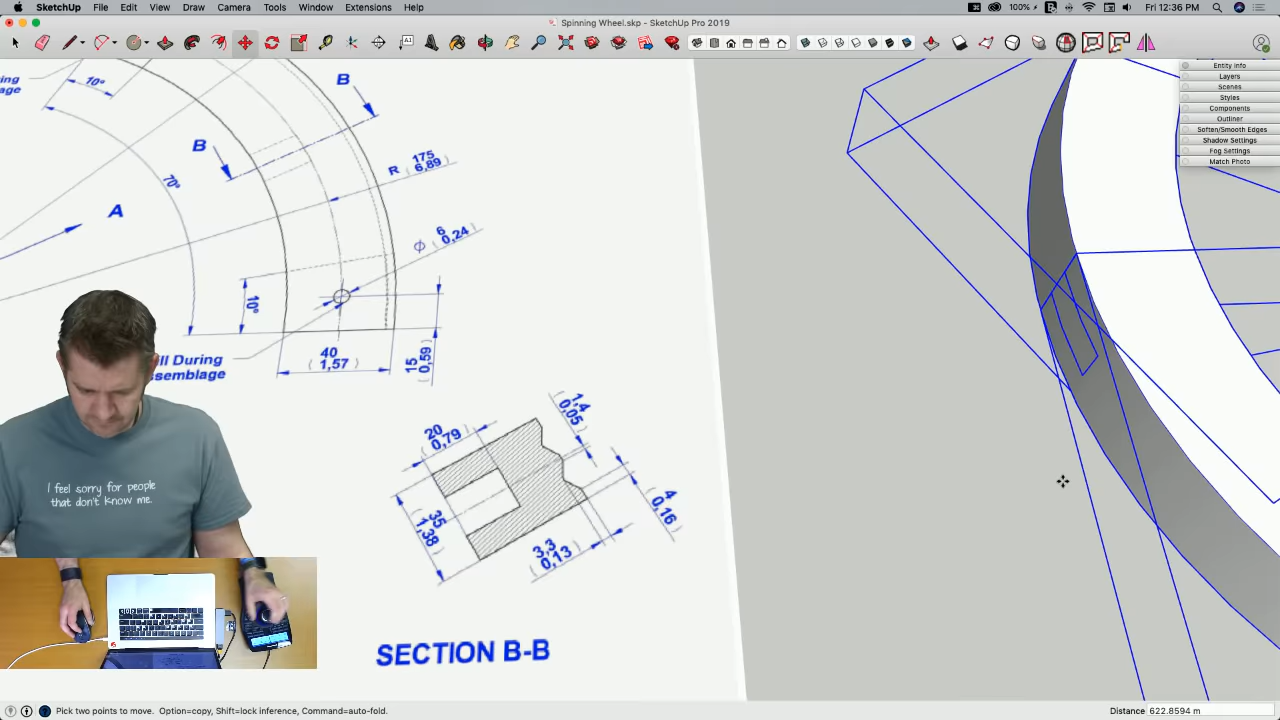 SketchUp File Edit View Camera Draw Tools Window Extensions Help
100% Fri 12:36 PM
Spinning Wheel.skp - SketchUp Pro 2019
Entity Info
Layers
Scenes
Styles
Components
Outliner
Soften/Smooth Edges
Shadow Settings
Fog Settings
Match Photo
10°
B
B
R 175
6,89
70°
A
Ø 6
0,24
10°
40
( 1,57 )
15
( 0,59 )
ll During
semblage
20
0,79
1,4
0,05
4
0,16
35
1,38
3,3
0,13
SECTION B-B
I feel sorry for people
that don't know me.
Pick two points to move. Option=copy, Shift=lock inference, Command=auto-fold.
Distance 622.8594 m